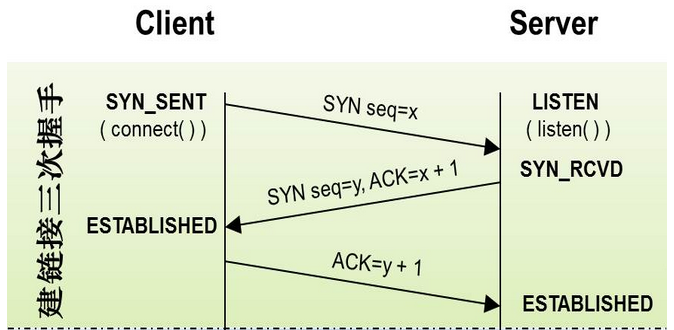 Client
Server
建链接三次握手
SYN_SENT
( connect( ) )
SYN seq=x
LISTEN
( listen( ) )
SYN_RCVD
SYN seq=y, ACK=x + 1
ESTABLISHED
ACK=y + 1
ESTABLISHED